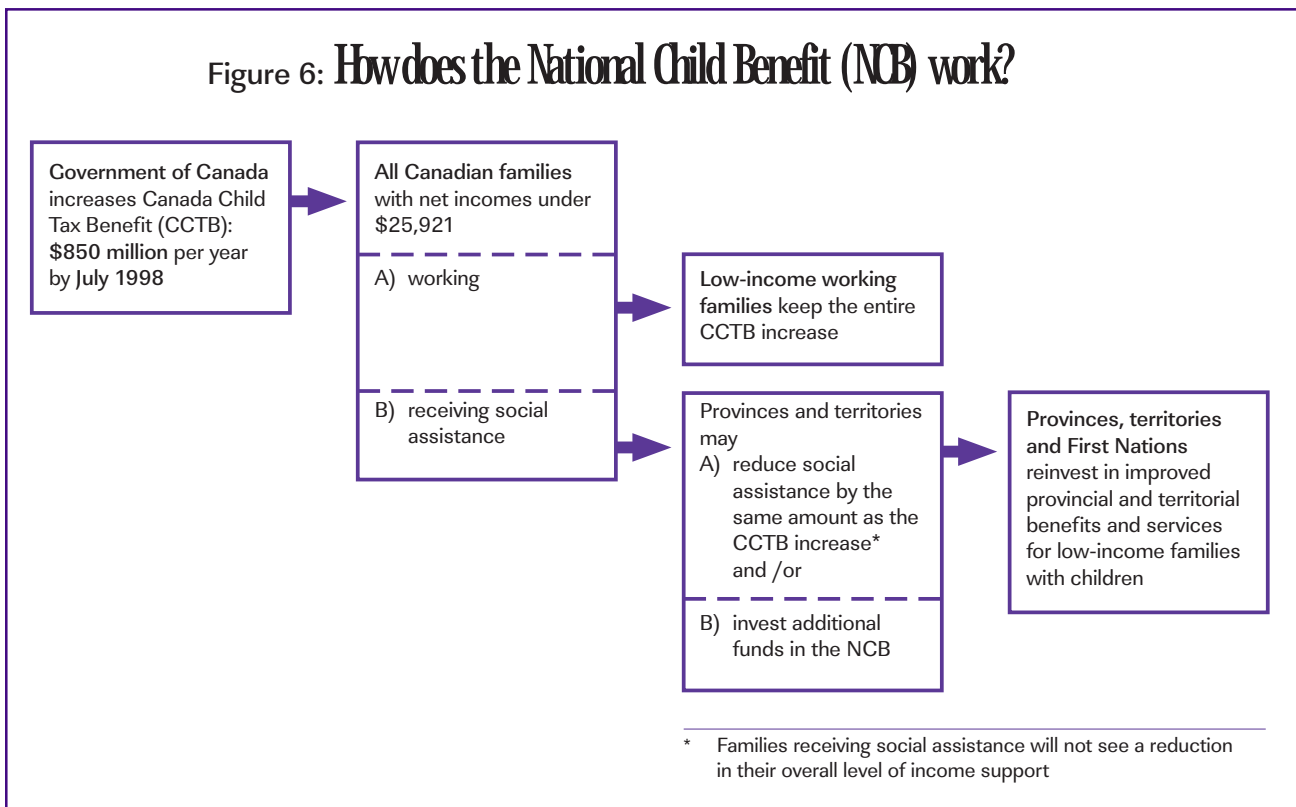 Figure 6: How does the National Child Benefit (NCB) work?
Government of Canada
increases Canada Child
Tax Benefit (CCTB):
$850 million per year
by July 1998
All Canadian families
with net incomes under
$25,921
A) working
B) receiving social
assistance
Low-income working
families keep the entire
CCTB increase
Provinces and territories
may
A) reduce social
assistance by the
same amount as the
CCTB increase*
and /or
B) invest additional
funds in the NCB
Provinces, territories
and First Nations
reinvest in improved
provincial and territorial
benefits and services
for low-income families
with children
* Families receiving social assistance will not see a reduction
in their overall level of income support